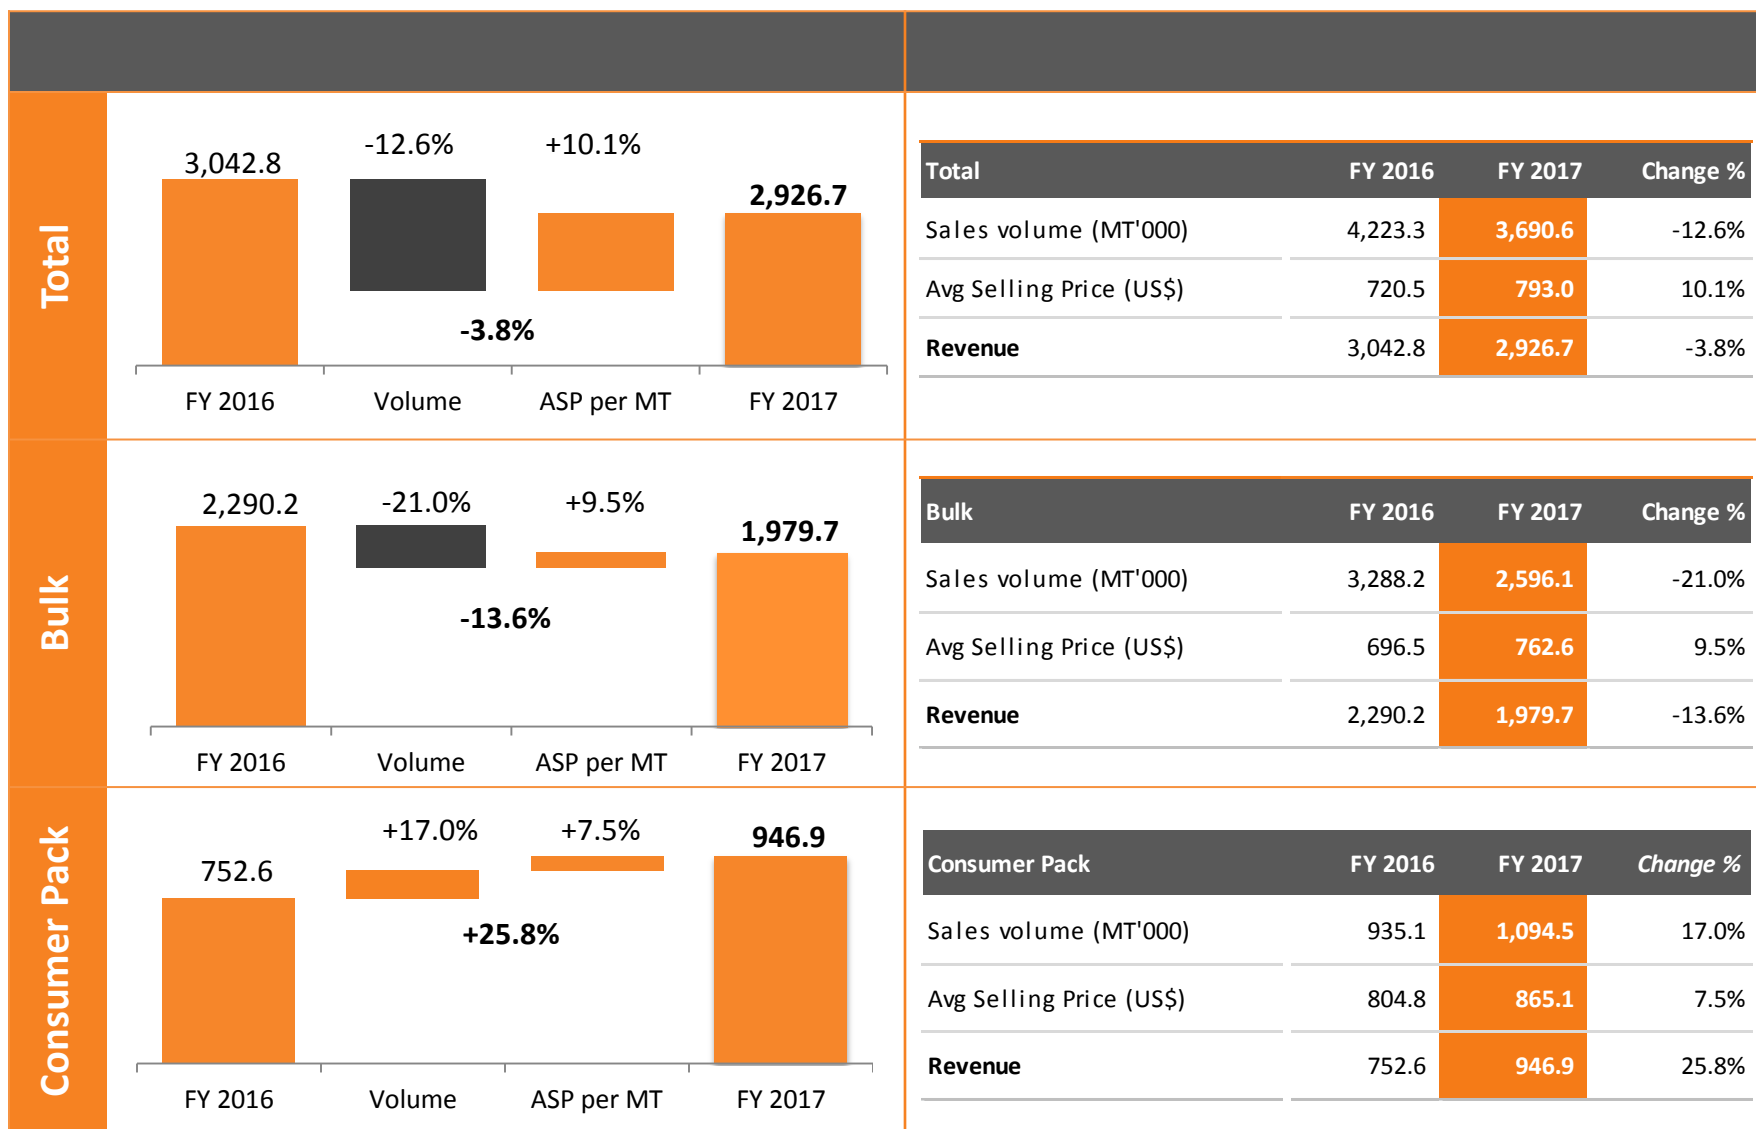 Total
3,042.8
-12.6%
+10.1%
2,926.7
-3.8%
FY 2016 Volume ASP per MT FY 2017
Total FY 2016 FY 2017 Change %
Sales volume (MT'000) 4,223.3 3,690.6 -12.6%
Avg Selling Price (US$) 720.5 793.0 10.1%
Revenue 3,042.8 2,926.7 -3.8%
Bulk
2,290.2
-21.0%
+9.5%
1,979.7
-13.6%
FY 2016 Volume ASP per MT FY 2017
Bulk FY 2016 FY 2017 Change %
Sales volume (MT'000) 3,288.2 2,596.1 -21.0%
Avg Selling Price (US$) 696.5 762.6 9.5%
Revenue 2,290.2 1,979.7 -13.6%
Consumer Pack
752.6
+17.0%
+7.5%
946.9
+25.8%
FY 2016 Volume ASP per MT FY 2017
Consumer Pack FY 2016 FY 2017 Change %
Sales volume (MT'000) 935.1 1,094.5 17.0%
Avg Selling Price (US$) 804.8 865.1 7.5%
Revenue 752.6 946.9 25.8%